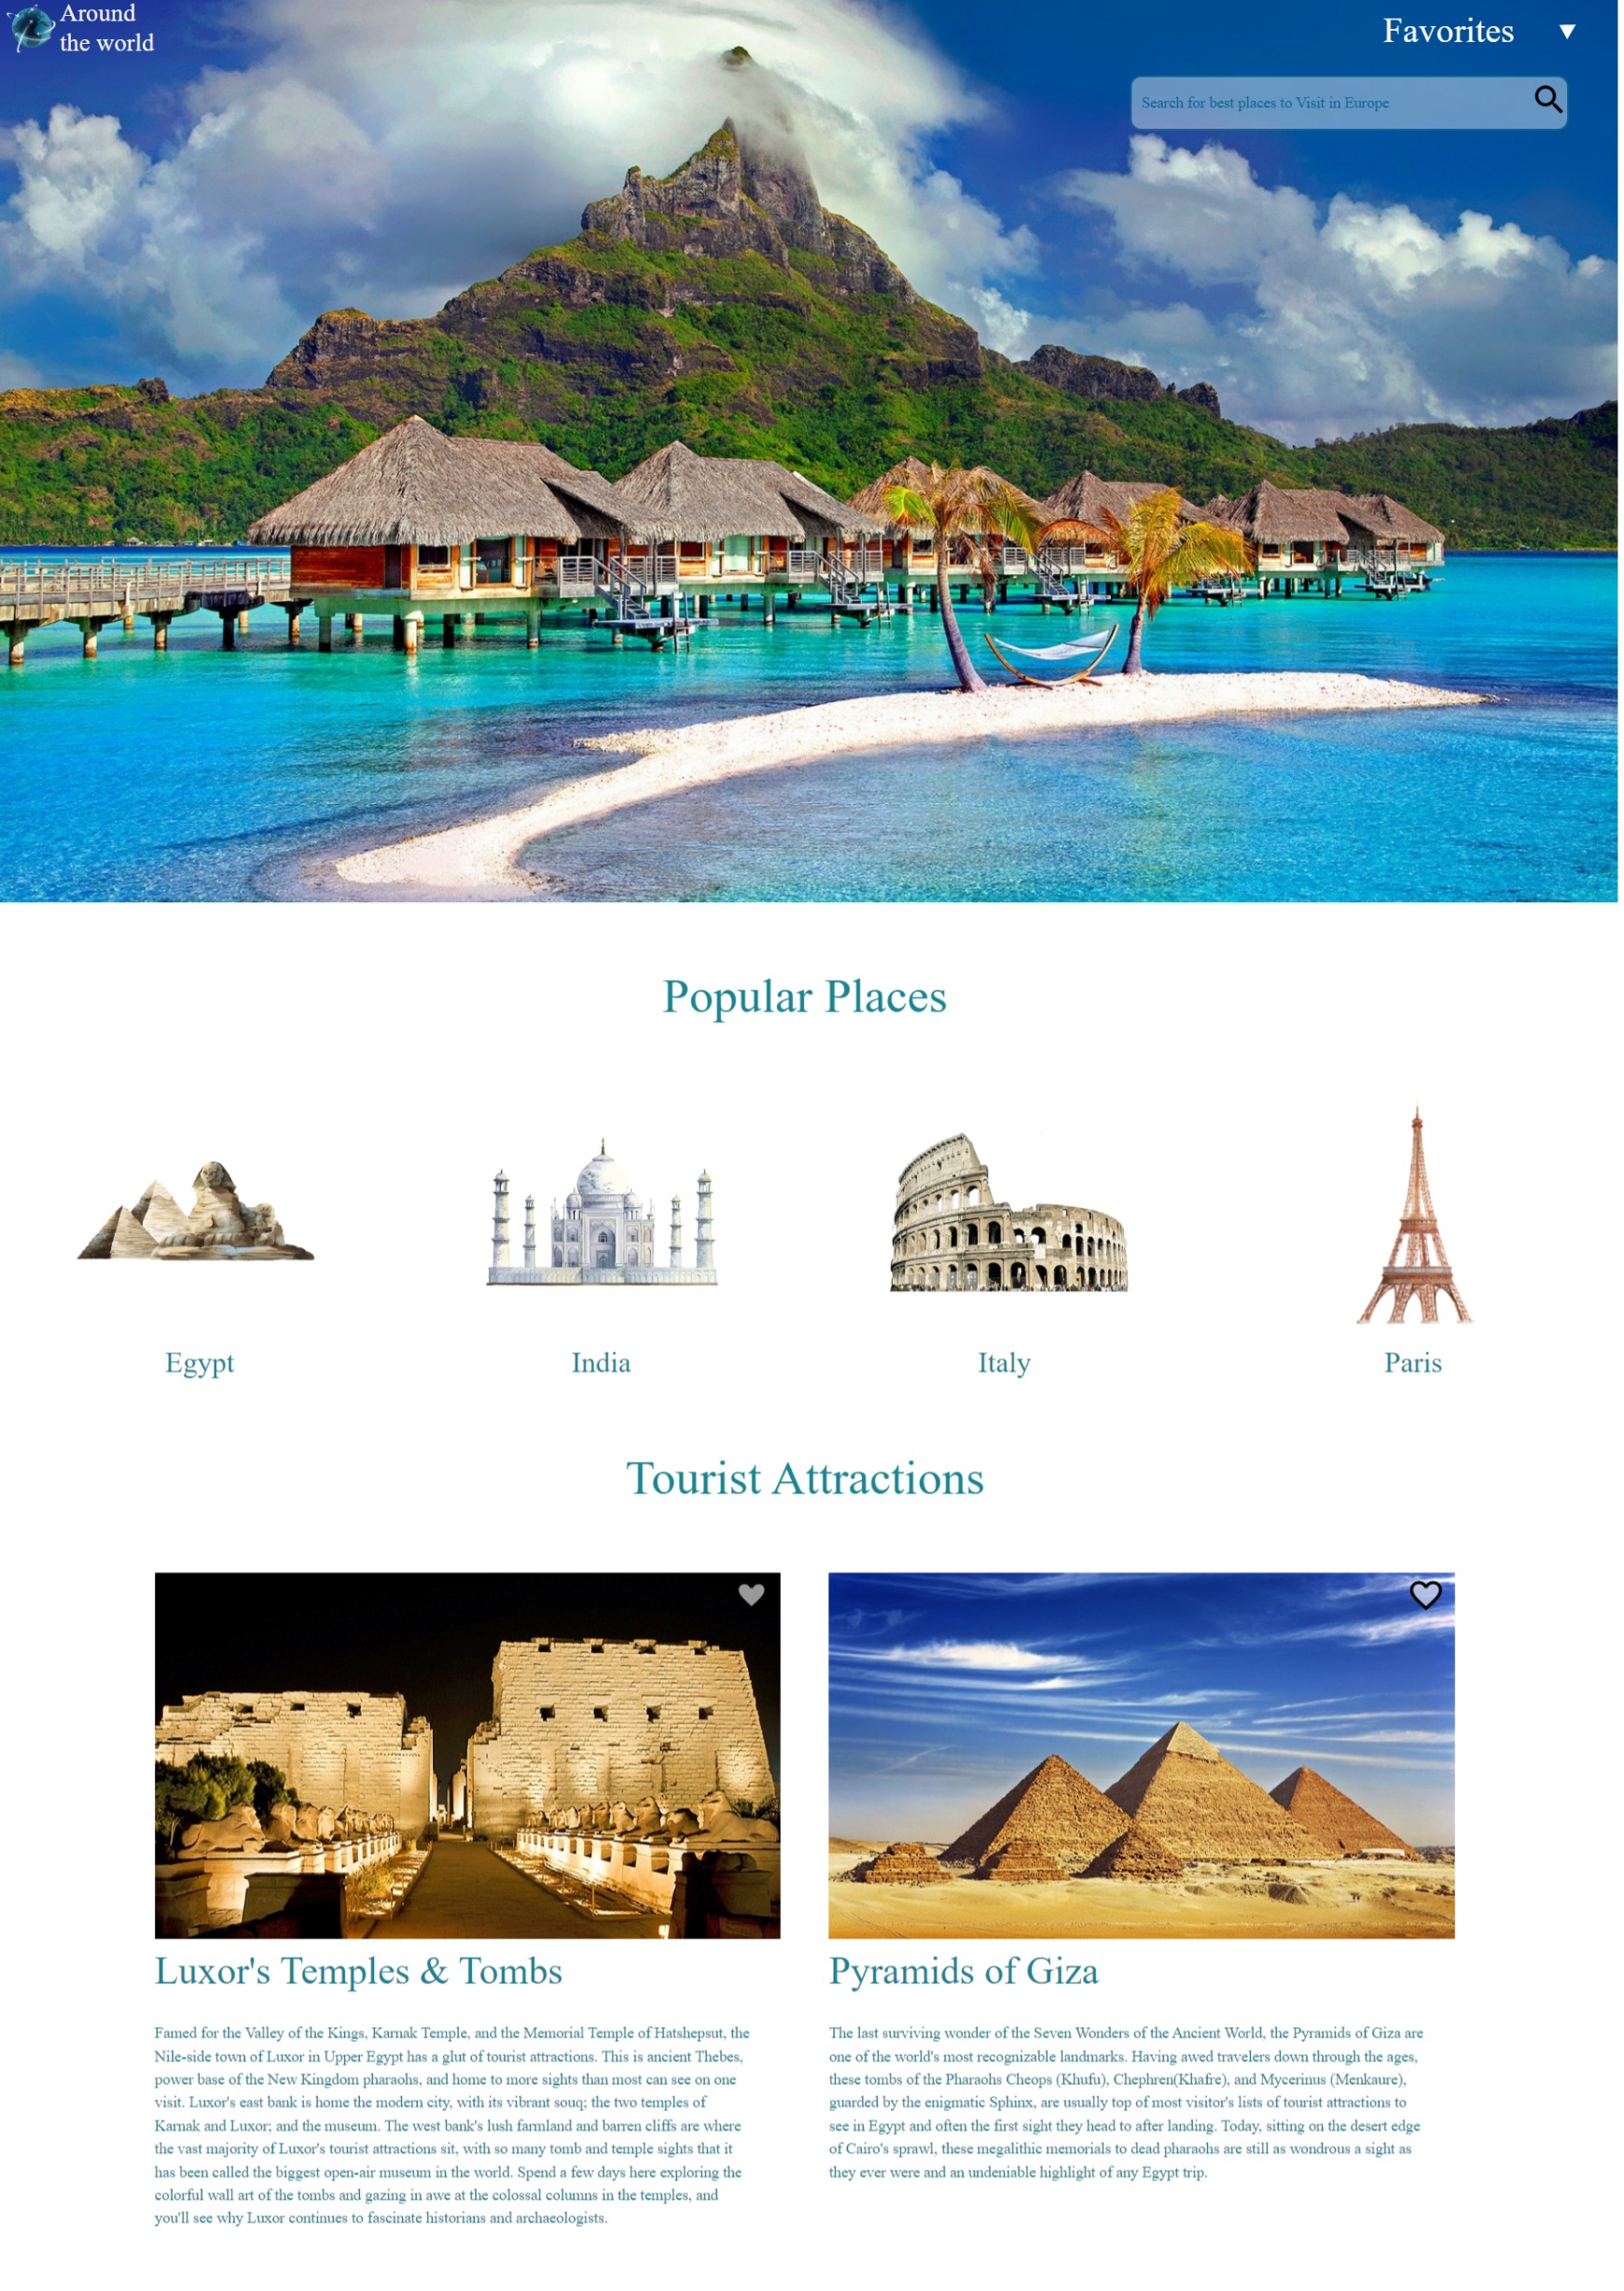 Around
the world
Favorites ▼
Search for best places to Visit in Europe
Popular Places
Egypt
India
Italy
Paris
Tourist Attractions
Luxor's Temples & Tombs
Famed for the Valley of the Kings, Karnak Temple, and the Memorial Temple of Hatshepsut, the
Nile-side town of Luxor in Upper Egypt has a glut of tourist attractions. This is ancient Thebes,
power base of the New Kingdom pharaohs, and home to more sights than most can see on one
visit. Luxor's east bank is home the modern city, with its vibrant souq; the two temples of
Karnak and Luxor; and the museum. The west bank's lush farmland and barren cliffs are where
the vast majority of Luxor's tourist attractions sit, with so many tomb and temple sights that it
has been called the biggest open-air museum in the world. Spend a few days here exploring the
colorful wall art of the tombs and gazing in awe at the colossal columns in the temples, and
you'll see why Luxor continues to fascinate historians and archaeologists.
Pyramids of Giza
The last surviving wonder of the Seven Wonders of the Ancient World, the Pyramids of Giza are
one of the world's most recognizable landmarks. Having awed travelers down through the ages,
these tombs of the Pharaohs Cheops (Khufu), Chephren(Khafre), and Mycerinus (Menkaure),
guarded by the enigmatic Sphinx, are usually top of most visitor's lists of tourist attractions to
see in Egypt and often the first sight they head to after landing. Today, sitting on the desert edge
of Cairo's sprawl, these megalithic memorials to dead pharaohs are still as wondrous a sight as
they ever were and an undeniable highlight of any Egypt trip.